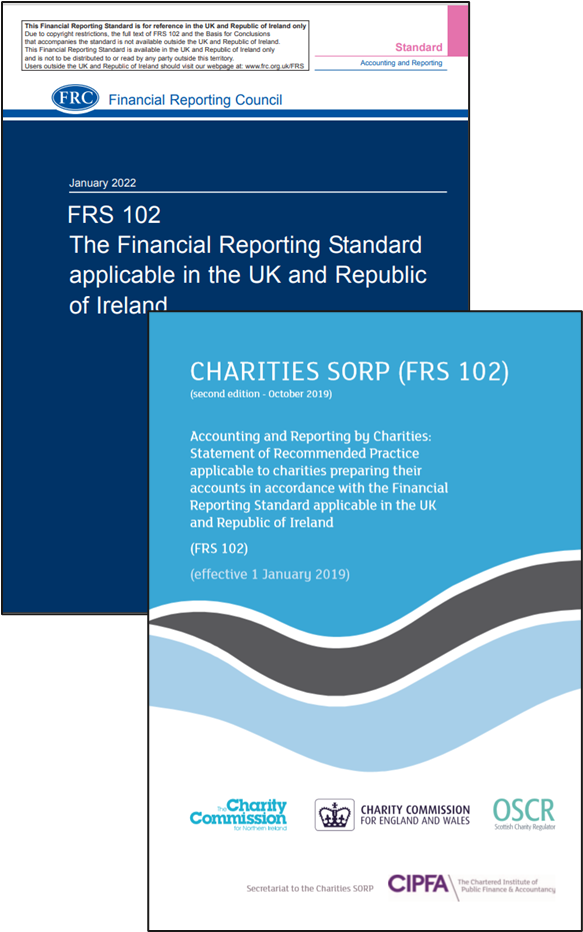 This Financial Reporting Standard is for reference in the UK and Republic of Ireland only
Due to copyright restrictions, the full text of FRS 102 and the Basis for Conclusions
that accompanies the standard is not available outside the UK and Republic of Ireland.
This Financial Reporting Standard is available in the UK and Republic of Ireland only
and is not to be distributed to or read by any party outside this territory.
Users outside the UK and Republic of Ireland should visit our webpage at: www.frc.org.uk/FRS
Standard
Accounting and Reporting
FRC
Financial Reporting Council
January 2022
FRS 102
The Financial Reporting Standard
applicable in the UK and Republic
of Ireland
CHARITIES SORP (FRS 102)
(second edition - October 2019)
Accounting and Reporting by Charities:
Statement of Recommended Practice
applicable to charities preparing their
accounts in accordance with the Financial
Reporting Standard applicable in the UK
and Republic of Ireland
(FRS 102)
(effective 1 January 2019)
The Charity
Commission
for Northern Ireland
CHARITY COMMISSION
FOR ENGLAND AND WALES
OSCR
Scottish Charity Regulator
Secretariat to the Charities SORP
CIPFA
The Chartered Institute of
Public Finance & Accountancy